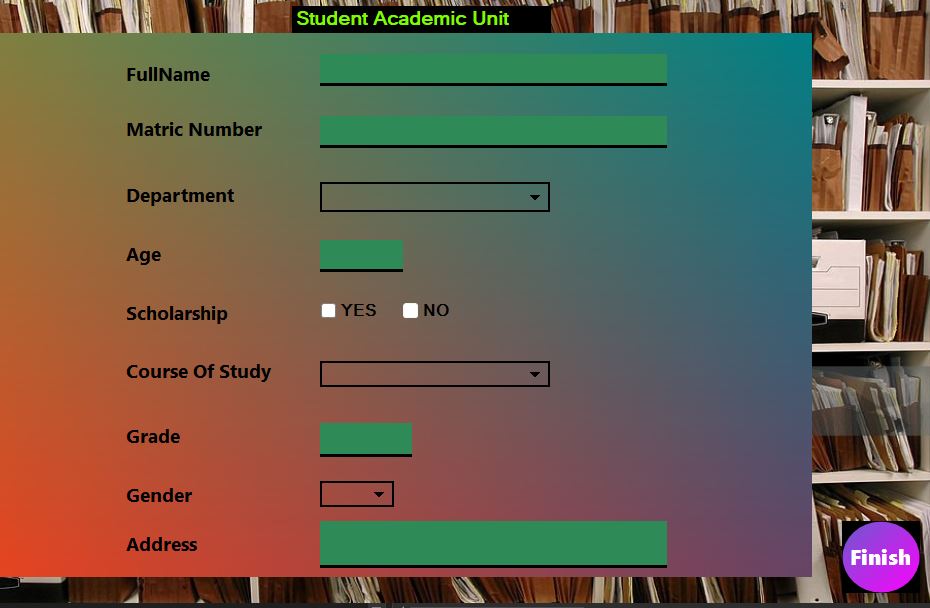 Student Academic Unit
FullName
Matric Number
Department
Age
Scholarship
YES NO
Course Of Study
Grade
Gender
Address
Finish